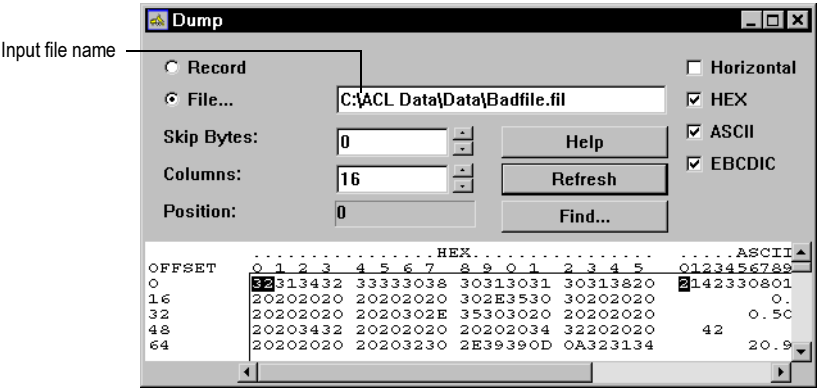 Dump
Input file name
Record
Horizontal
File...
C:\ACL Data\Data\Badfile.fil
HEX
Skip Bytes:
0
Help
ASCII
Columns:
16
Refresh
EBCDIC
Position:
0
Find...
...............HEX.................. .....ASCII
OFFSET 0 1 2 3 4 5 6 7 8 9 0 1 2 3 4 5 0123456789
0 32313432 33333038 30313031 30313820 2142330801
16 20202020 20202020 302E3530 30202020 0.
32 20202020 2020302E 35303020 20202020 0.50
48 20203432 20202020 20202034 32202020 42
64 20202020 20203230 2E39390D 0A323134 20.9